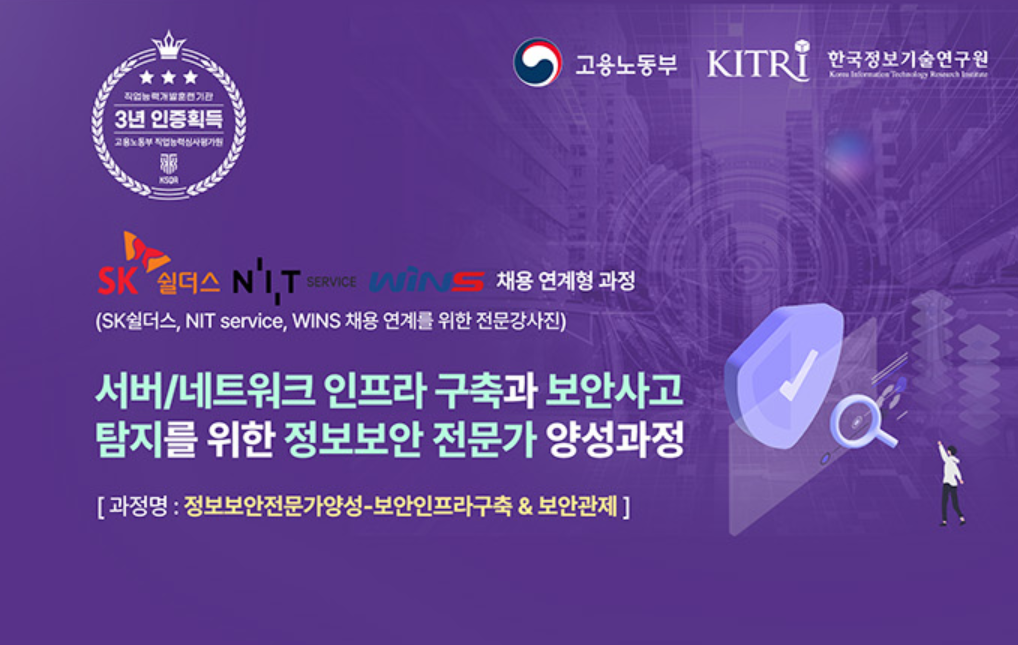 직업능력개발훈련기관
3년 인증획득
고용노동부 직업능력심사평가원
KSQA
고용노동부
KITRI 한국정보기술연구원
Korea Information Technology Research Institute
SK쉴더스 NIT SERVICE WINS 채용 연계형 과정
(SK쉴더스, NIT service, WINS 채용 연계를 위한 전문강사진)
서버/네트워크 인프라 구축과 보안사고
탐지를 위한 정보보안 전문가 양성과정
[ 과정명 : 정보보안전문가양성-보안인프라구축 & 보안관제 ]